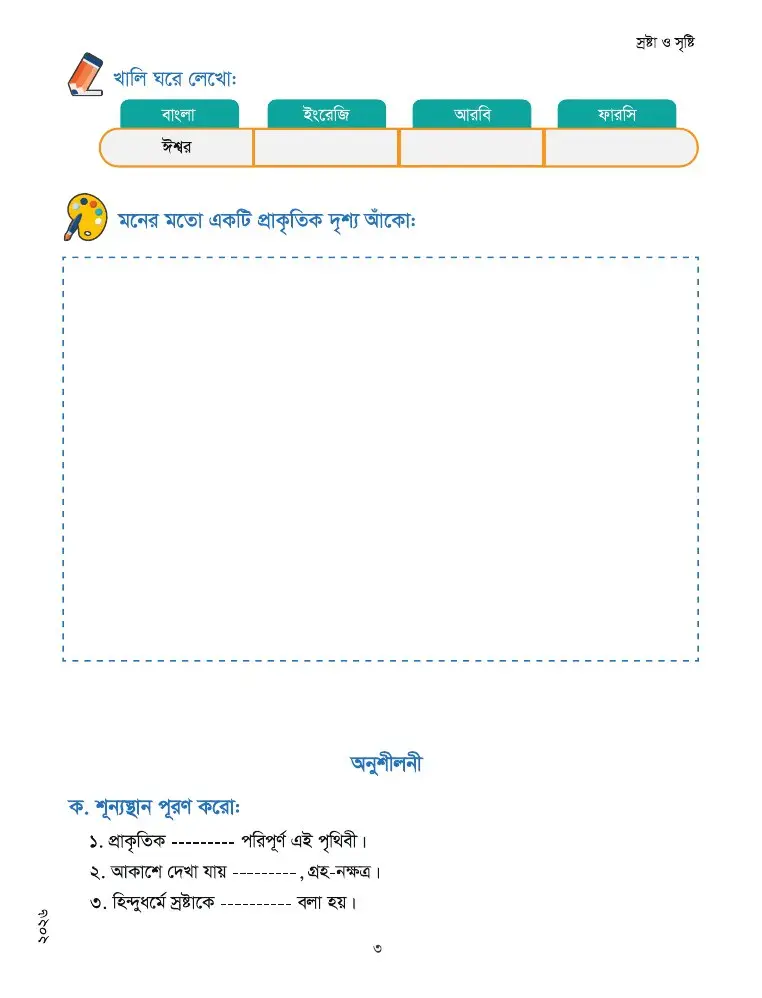 স্রষ্টা ও সৃষ্টি
খালি ঘরে লেখো:
বাংলা ইংরেজি আরবি ফারসি
ঈশ্বর
মনের মতো একটি প্রাকৃতিক দৃশ্য আঁকো:
অনুশীলনী
ক. শূন্যস্থান পূরণ করো:
১. প্রাকৃতিক --------- পরিপূর্ণ এই পৃথিবী।
২. আকাশে দেখা যায় ---------, গ্রহ-নক্ষত্র।
৩. হিন্দুধর্মে স্রষ্টাকে ---------- বলা হয়।
২০২৬
৩